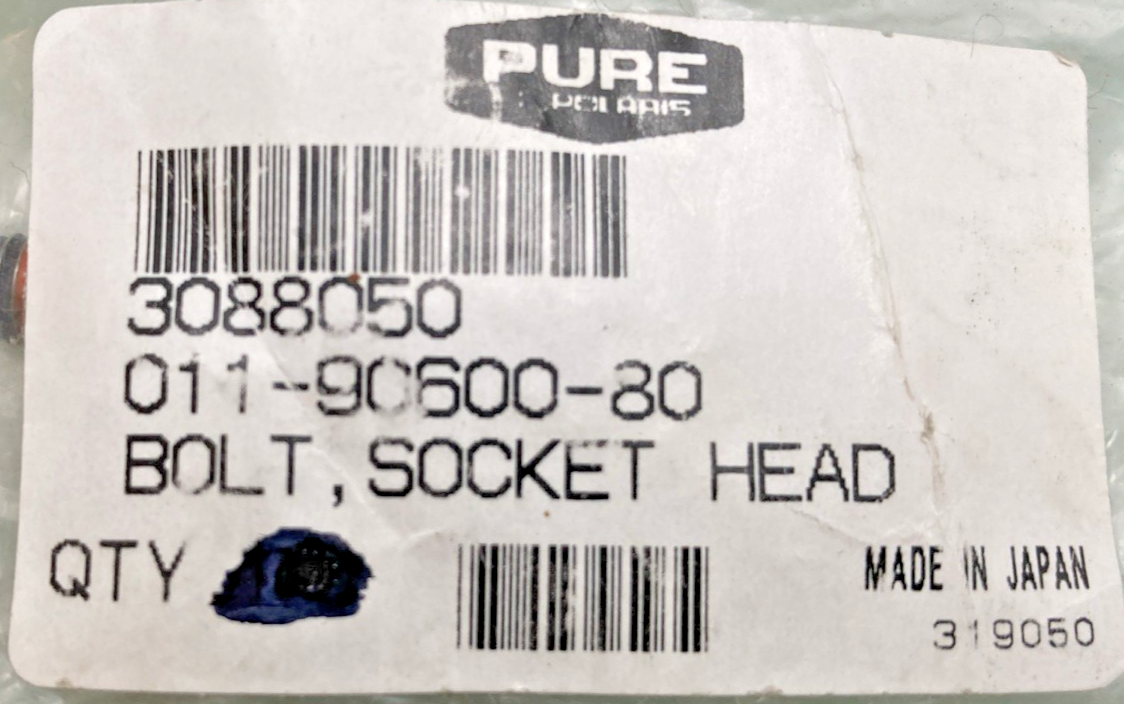 PURE
POLARIS
3088050
011-90600-80
BOLT, SOCKET HEAD
QTY
MADE IN JAPAN
319050